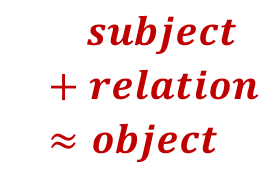 subject
+ relation
≈ object